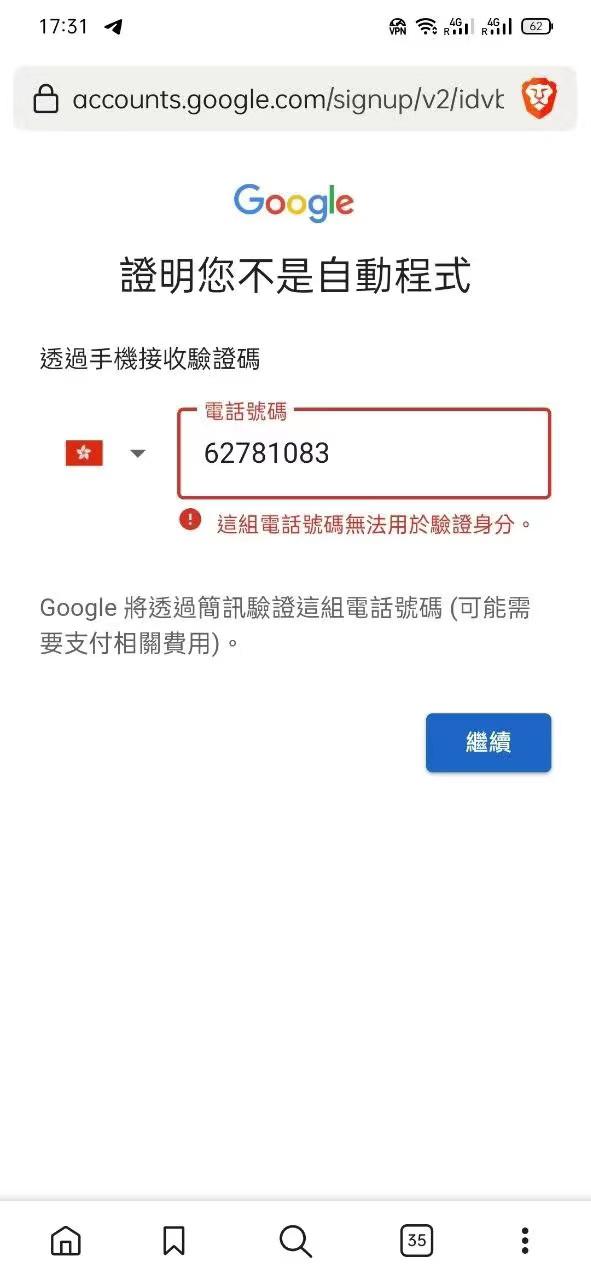 17:31
VPN 4G R 4G R 62
accounts.google.com/signup/v2/idvb
Google
證明您不是自動程式
透過手機接收驗證碼
電話號碼
62781083
這組電話號碼無法用於驗證身分。
Google 將透過簡訊驗證這組電話號碼 (可能需
要支付相關費用)。
繼續
35